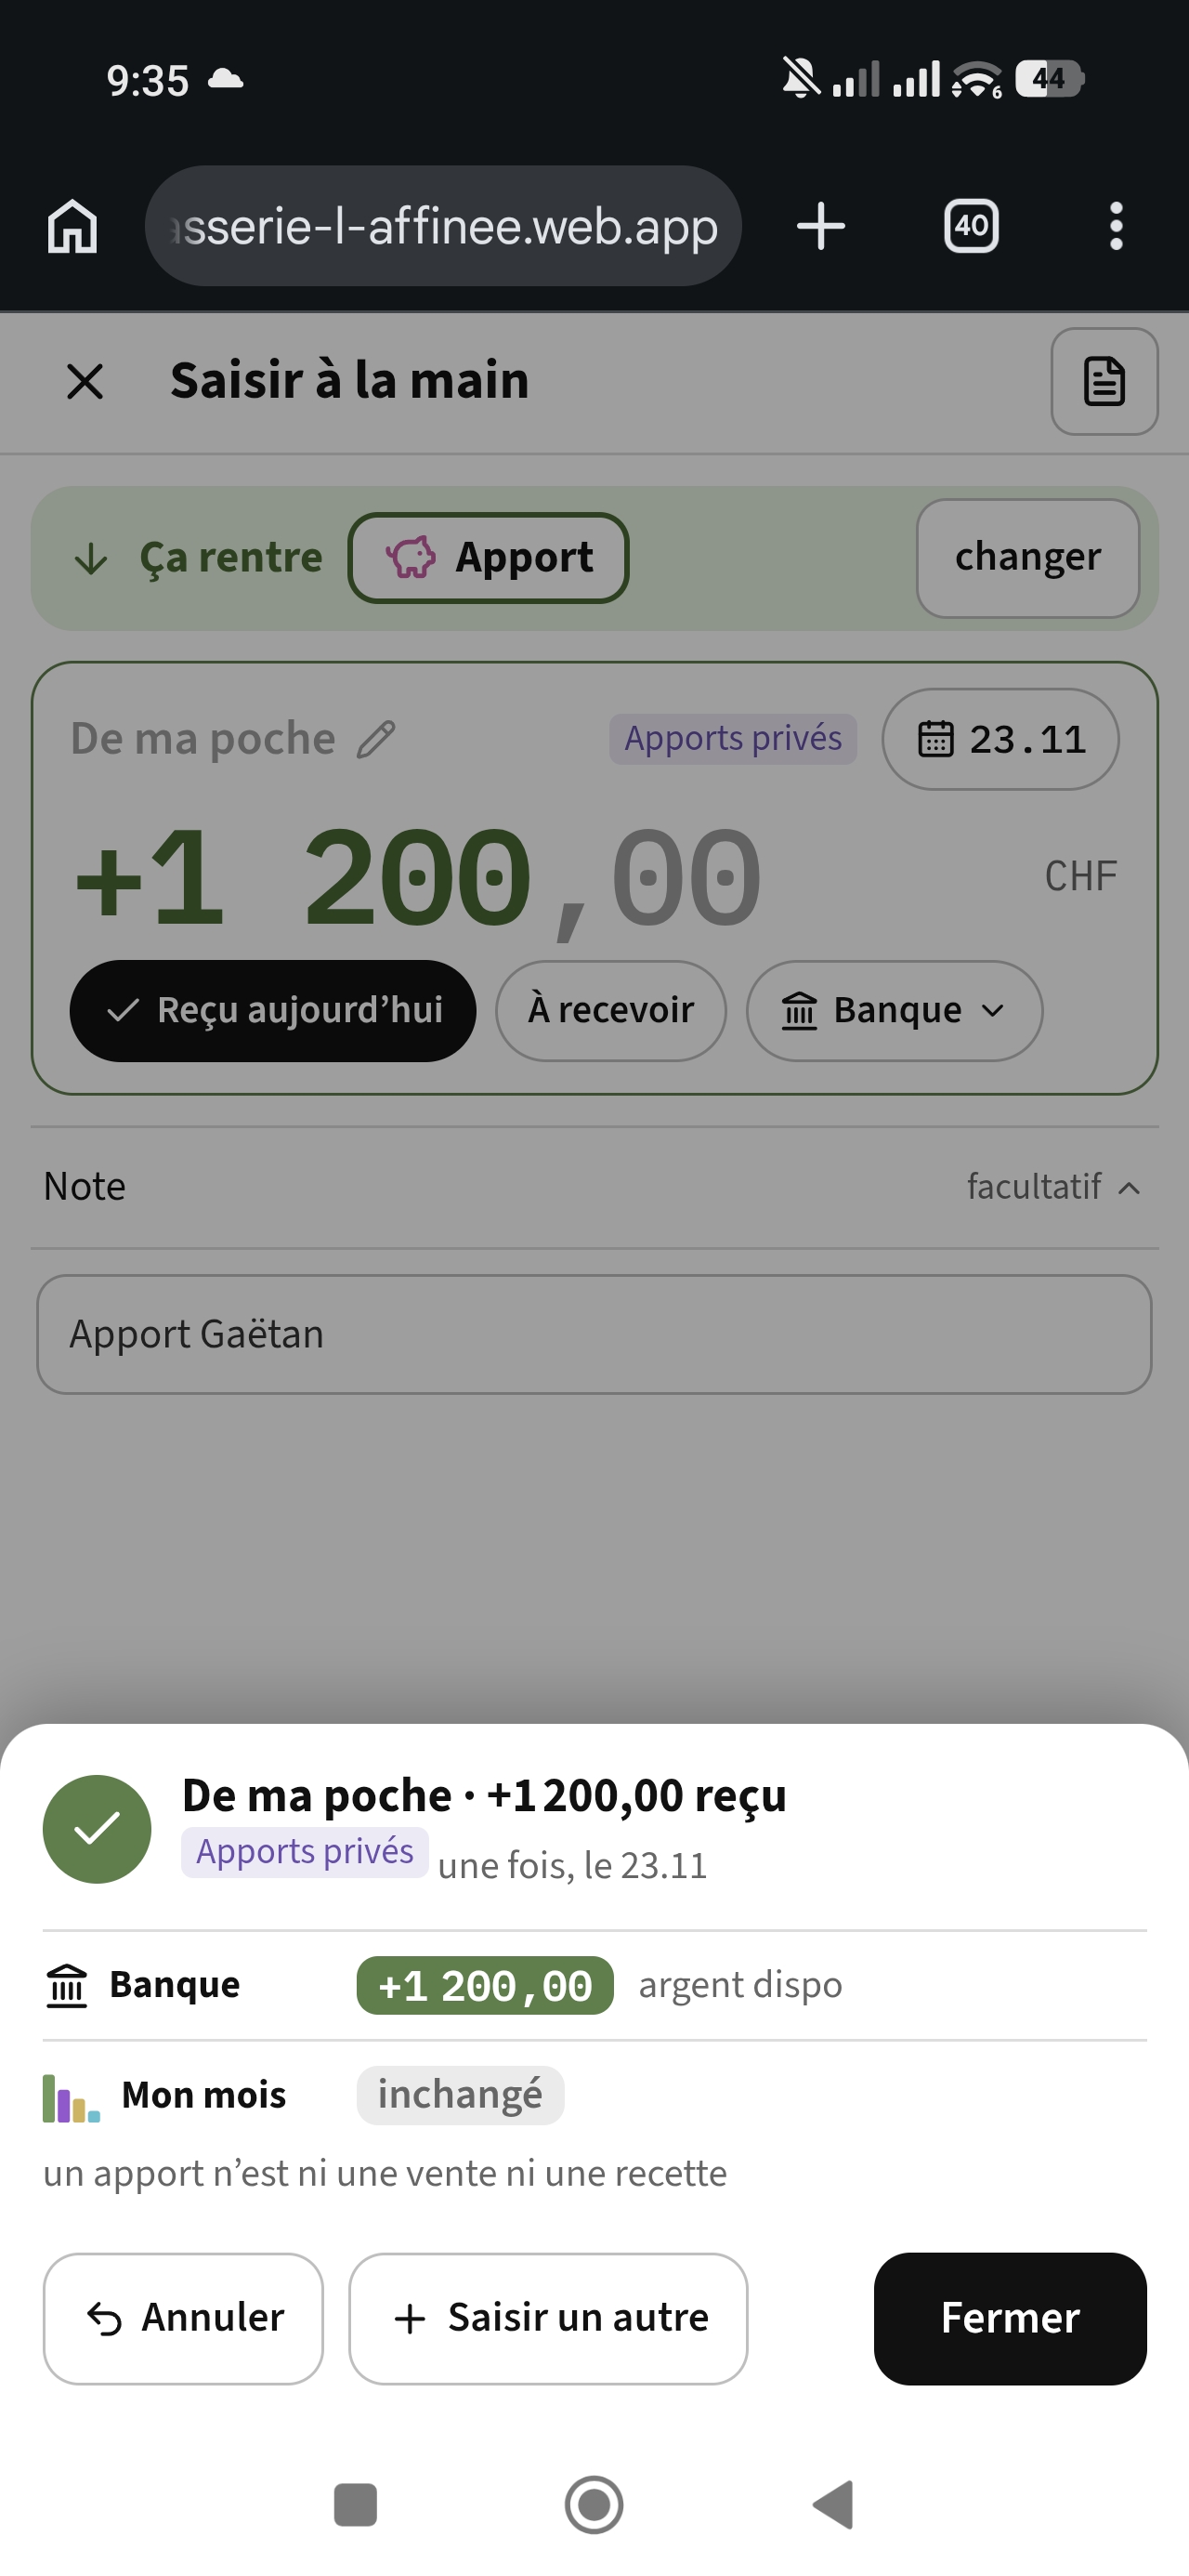 9:35
6
44
asserie-l-affinee.web.app
40
Saisir à la main
Ça rentre
Apport
changer
De ma poche
Apports privés
23.11
+1 200,00
CHF
Reçu aujourd’hui
À recevoir
Banque
Note
facultatif
Apport Gaëtan
De ma poche · +1 200,00 reçu
Apports privés une fois, le 23.11
Banque
+1 200,00
argent dispo
Mon mois
inchangé
un apport n’est ni une vente ni une recette
Annuler
Saisir un autre
Fermer